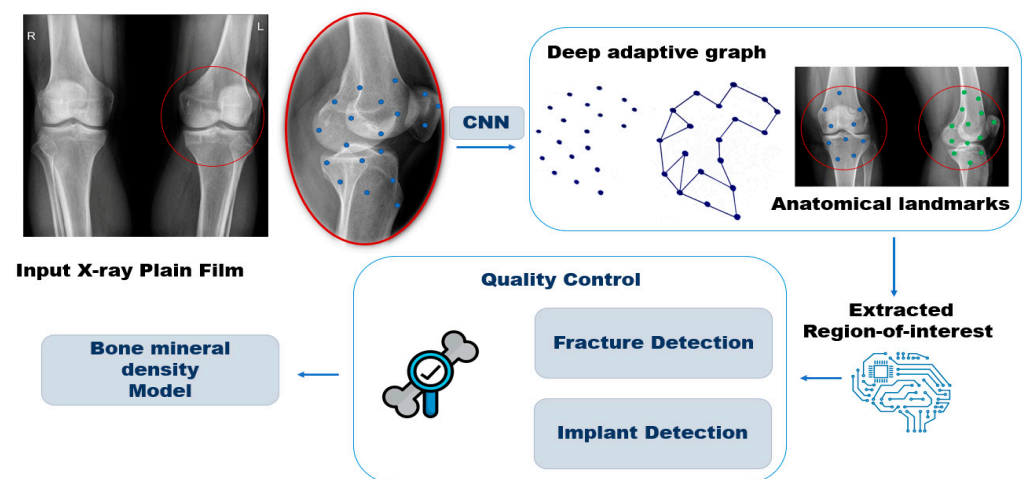 R
L
Input X-ray Plain Film
CNN
Deep adaptive graph
Anatomical landmarks
Extracted
Region-of-interest
Quality Control
Fracture Detection
Implant Detection
Bone mineral
density
Model